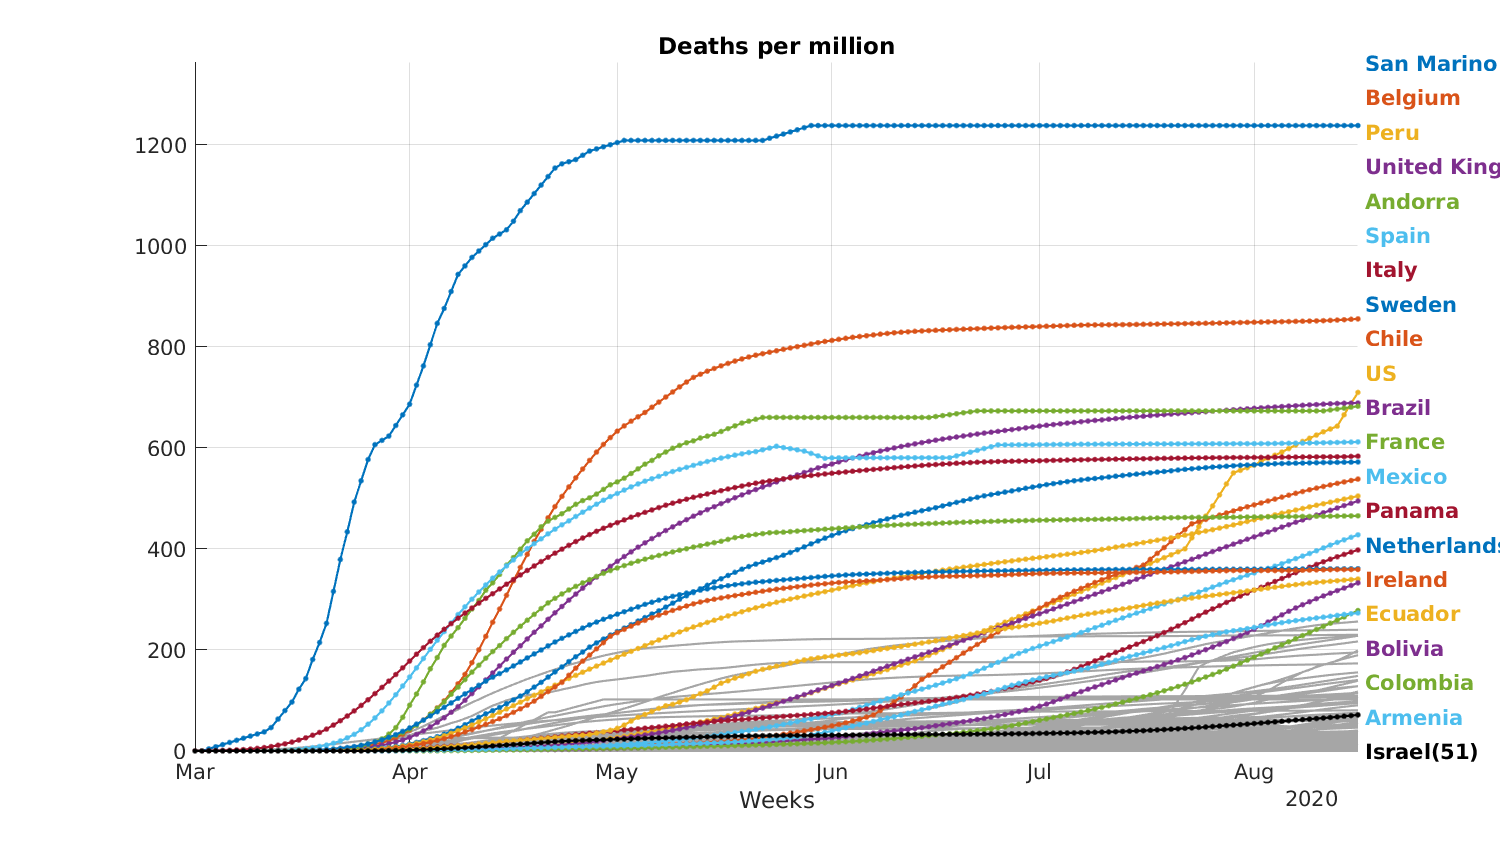 Deaths per million
1200
1000
800
600
400
200
0
Mar
Apr
May
Jun
Jul
Aug
Weeks
2020
San Marino
Belgium
Peru
United King
Andorra
Spain
Italy
Sweden
Chile
US
Brazil
France
Mexico
Panama
Netherlands
Ireland
Ecuador
Bolivia
Colombia
Armenia
Israel(51)